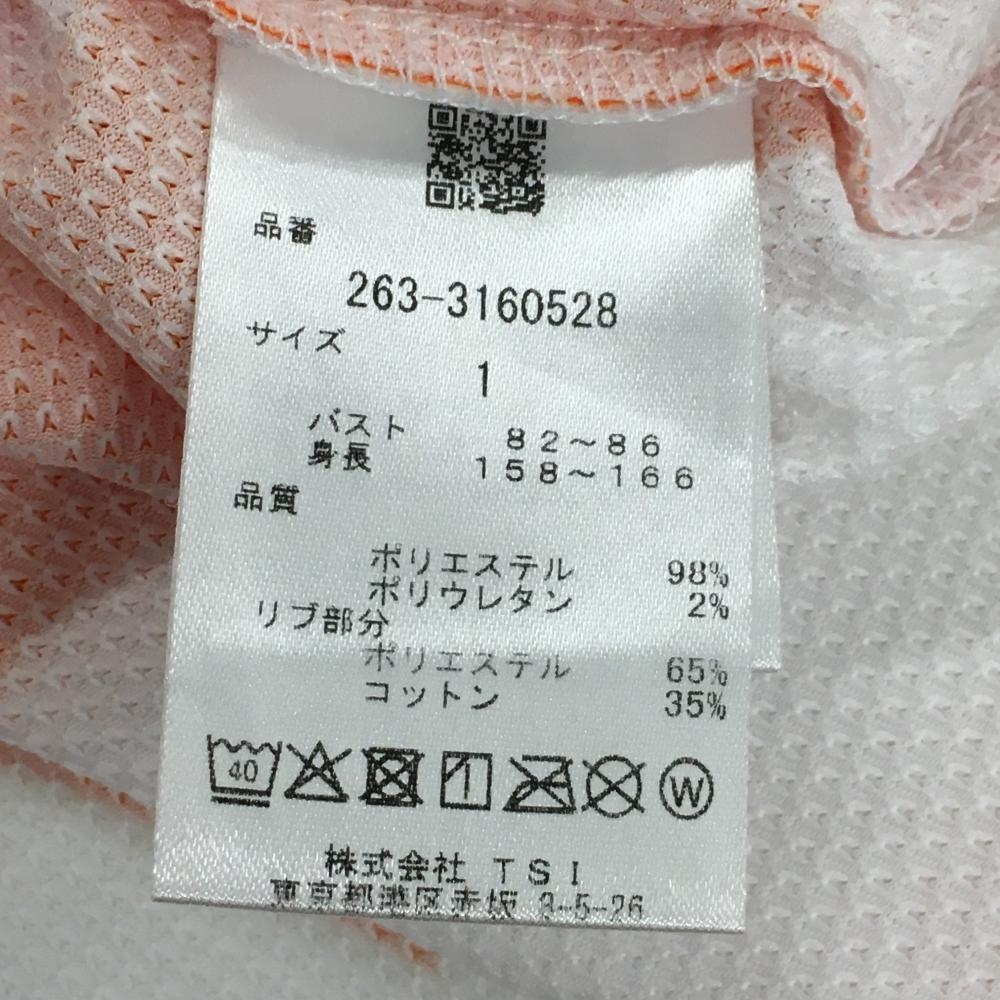 品番
263-3160528
サイズ
1
バスト 82～86
身長 158～166
品質
ポリエステル 98%
ポリウレタン 2%
リブ部分
ポリエステル 65%
コットン 35%
40 W
株式会社 TSI
東京都港区赤坂 8-5-26